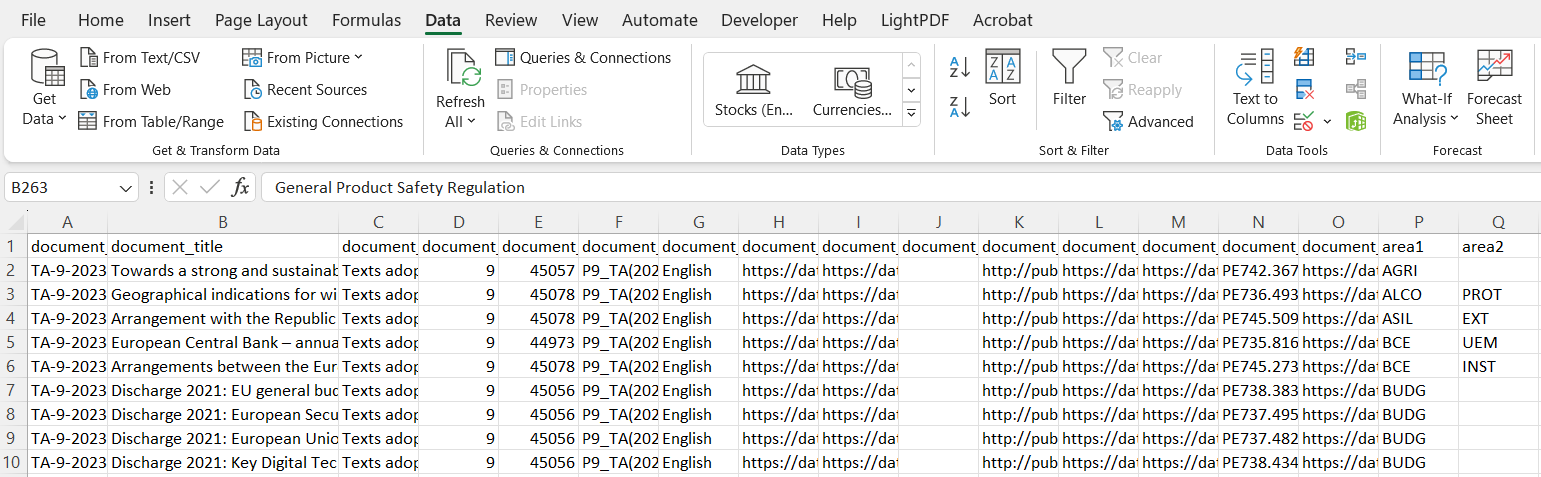 File Home Insert Page Layout Formulas Data Review View Automate Developer Help LightPDF Acrobat
From Text/CSV From Picture Queries & Connections
Get Data From Web Recent Sources Refresh All Properties Stocks (En... Currencies... Sort Filter Clear Reapply Text to Columns What-If Analysis Forecast Sheet
From Table/Range Existing Connections Edit Links Advanced
Get & Transform Data Queries & Connections Data Types Sort & Filter Data Tools Forecast
B263 fx General Product Safety Regulation
A B C D E F G H I J K L M N O P Q
1 document_ document_title document_ document_ document_ document_ document_ document_ document_ document_ document_ document_ document_ document_ document_ area1 area2
2 TA-9-2023 Towards a strong and sustainab Texts adop 9 45057 P9_TA(202 English https://dat https://dat http://pub https://dat https://dat PE742.367 https://dat AGRI
3 TA-9-2023 Geographical indications for wi Texts adop 9 45078 P9_TA(202 English https://dat https://dat http://pub https://dat https://dat PE736.493 https://dat ALCO PROT
4 TA-9-2023 Arrangement with the Republic Texts adop 9 45078 P9_TA(202 English https://dat https://dat http://pub https://dat https://dat PE745.509 https://dat ASIL EXT
5 TA-9-2023 European Central Bank – annua Texts adop 9 44973 P9_TA(202 English https://dat https://dat http://pub https://dat https://dat PE735.816 https://dat BCE UEM
6 TA-9-2023 Arrangements between the Eur Texts adop 9 45078 P9_TA(202 English https://dat https://dat http://pub https://dat https://dat PE745.273 https://dat BCE INST
7 TA-9-2023 Discharge 2021: EU general bud Texts adop 9 45056 P9_TA(202 English https://dat https://dat http://pub https://dat https://dat PE738.383 https://dat BUDG
8 TA-9-2023 Discharge 2021: European Secu Texts adop 9 45056 P9_TA(202 English https://dat https://dat http://pub https://dat https://dat PE737.495 https://dat BUDG
9 TA-9-2023 Discharge 2021: European Unio Texts adop 9 45056 P9_TA(202 English https://dat https://dat http://pub https://dat https://dat PE737.482 https://dat BUDG
10 TA-9-2023 Discharge 2021: Key Digital Tec Texts adop 9 45056 P9_TA(202 English https://dat https://dat http://pub https://dat https://dat PE738.434 https://dat BUDG